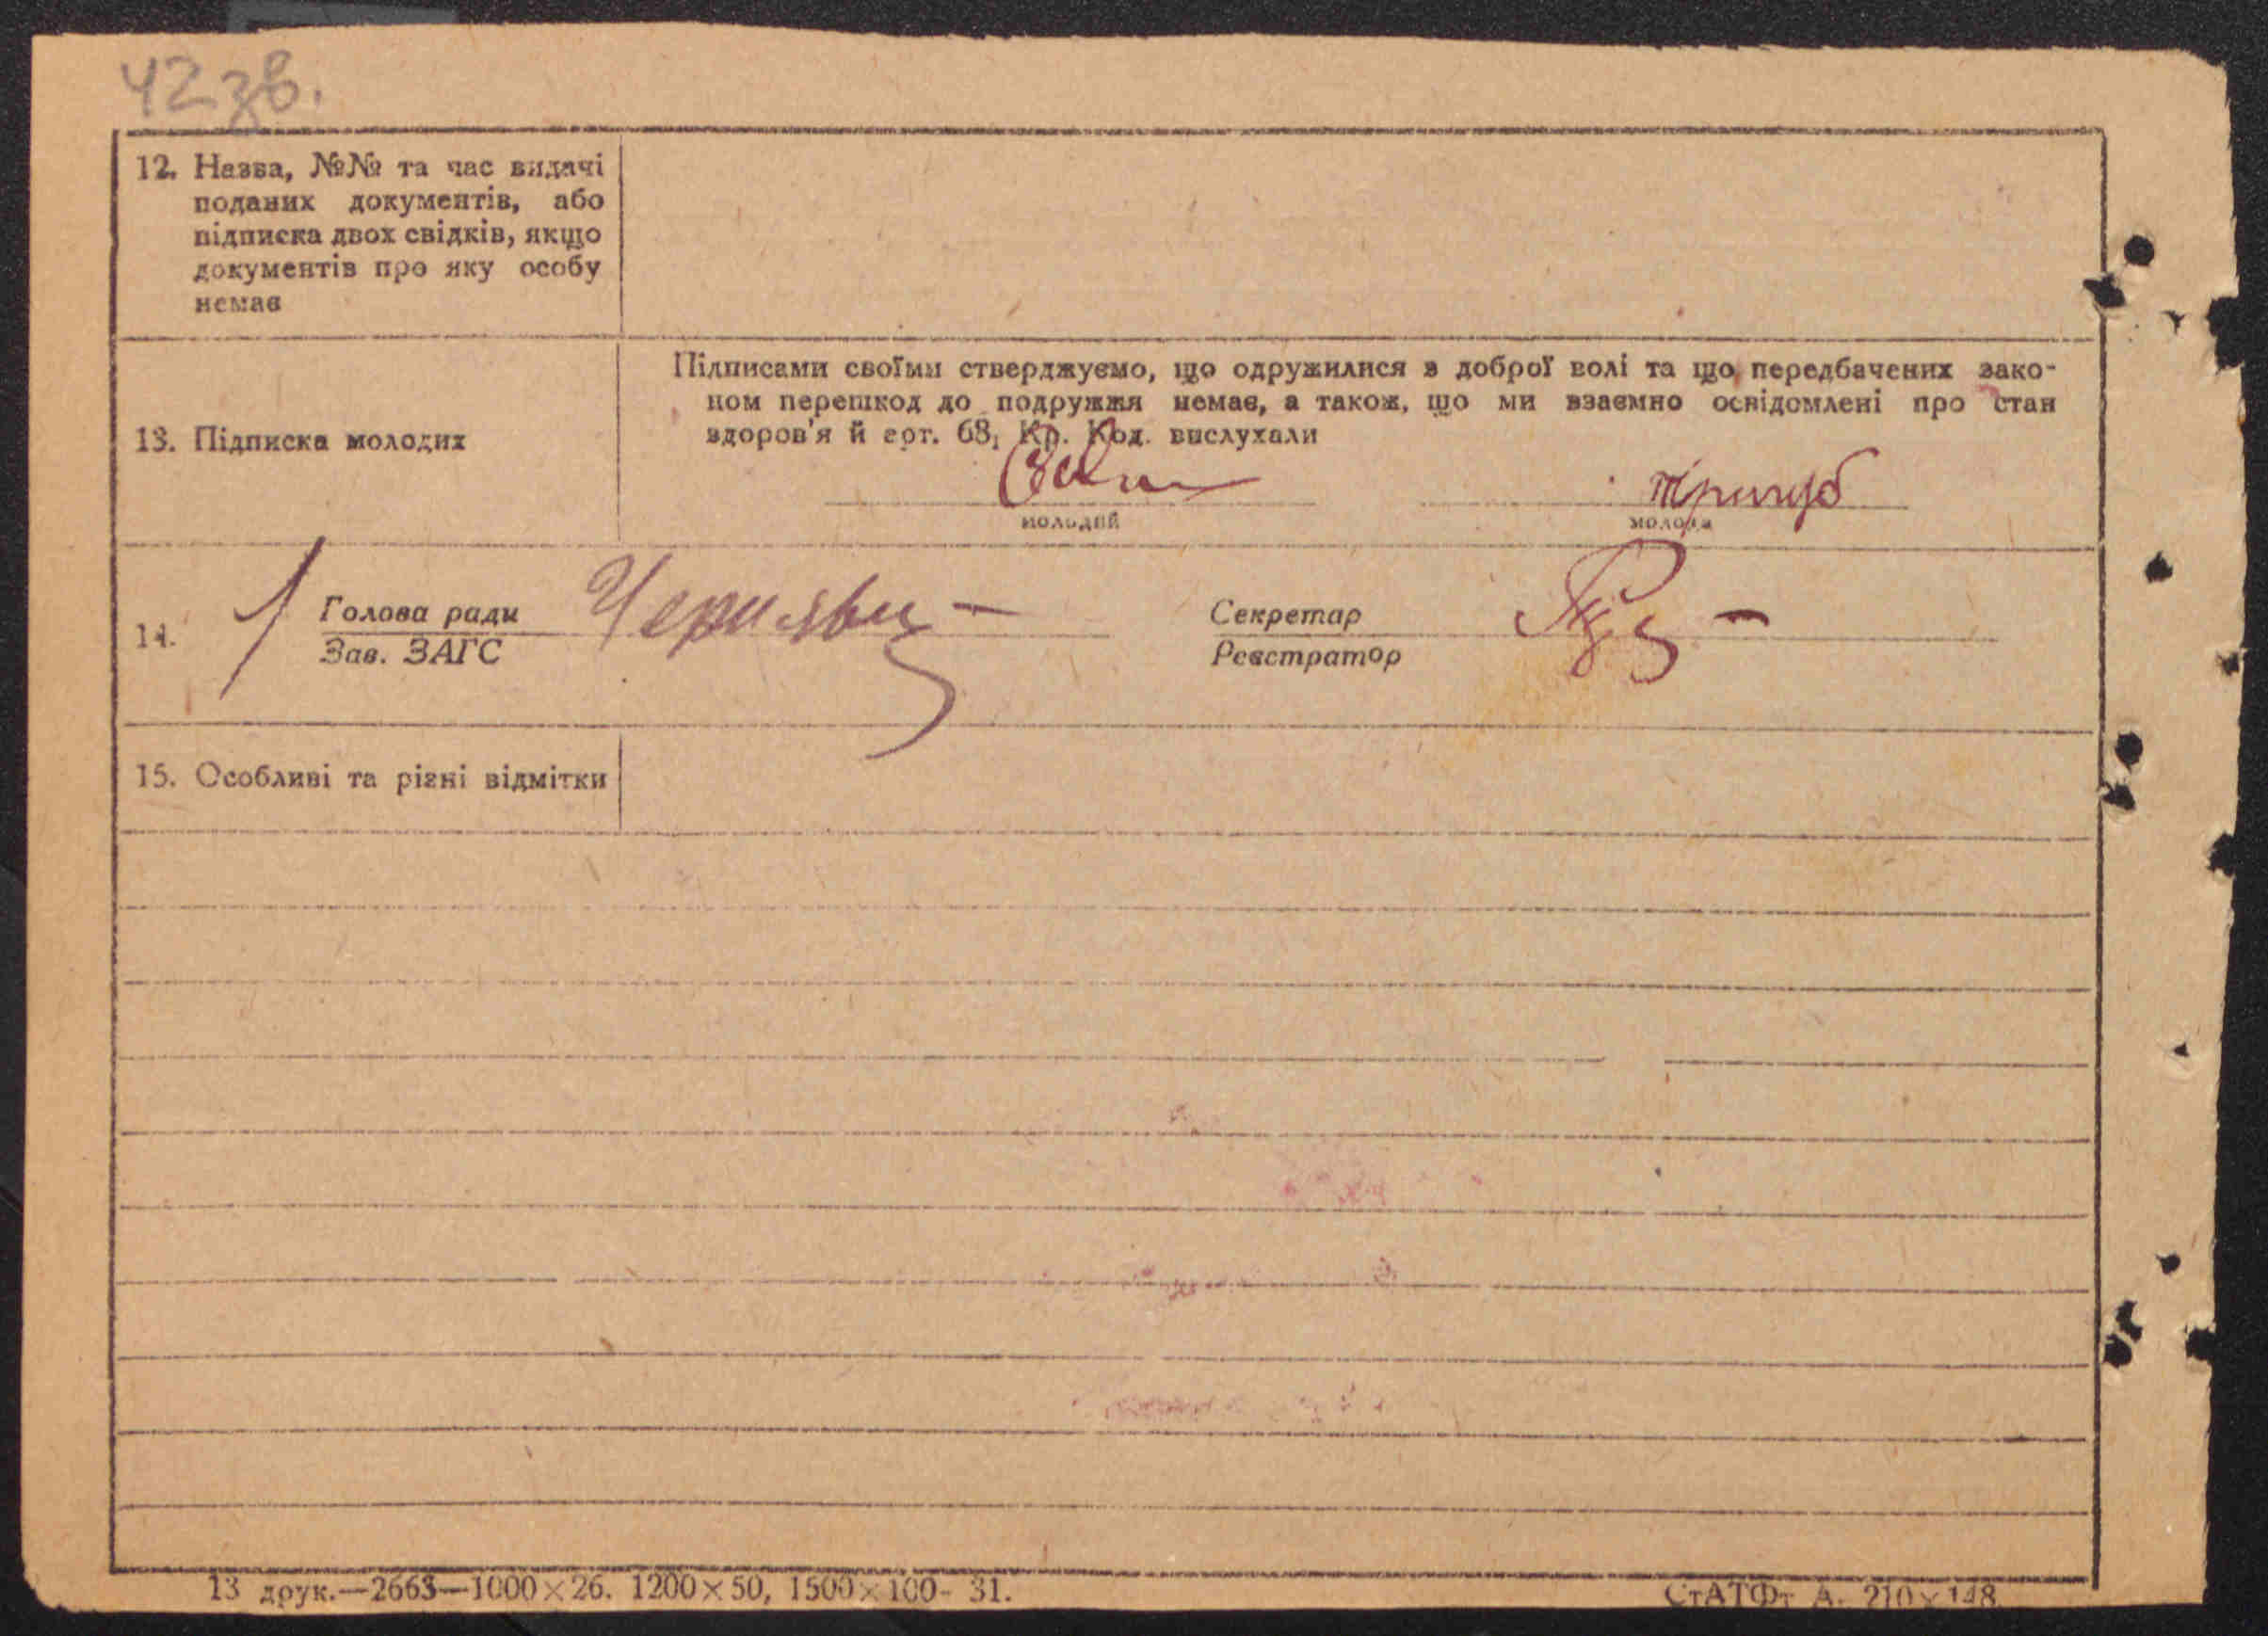 42 зв.
12. Назва, №№ та час видачі
поданих документів, або
підписка двох свідків, якщо
документів про яку особу
немає
13. Підписка молодих
Підписами своїми стверджуємо, що одружилися з доброї волі та що передбачених зако-
ном перешкод до подружжя немає, а також, що ми взаємно освідомлені про стан
здоров'я й арт. 68, Кр. Код. вислухали
молодий
молода
14. Голова ради
Зав. ЗАГС
Секретар
Реєстратор
15. Особливі та різні відмітки
13 друк.—2663—1000×26. 1200×50, 1500×100- 31.
СтАТФт А. 210×148